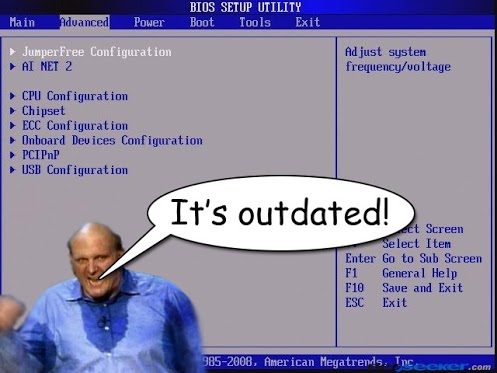 BIOS SETUP UTILITY
Main Advanced Power Boot Tools Exit
JumperFree Configuration
AI NET 2
CPU Configuration
Chipset
ECC Configuration
Onboard Devices Configuration
PCIPnP
USB Configuration
Adjust system
frequency/voltage
It's outdated!
Screen
Select Item
Enter Go to Sub Screen
F1 General Help
F10 Save and Exit
ESC Exit
985-2008, American Megatrends, Inc.